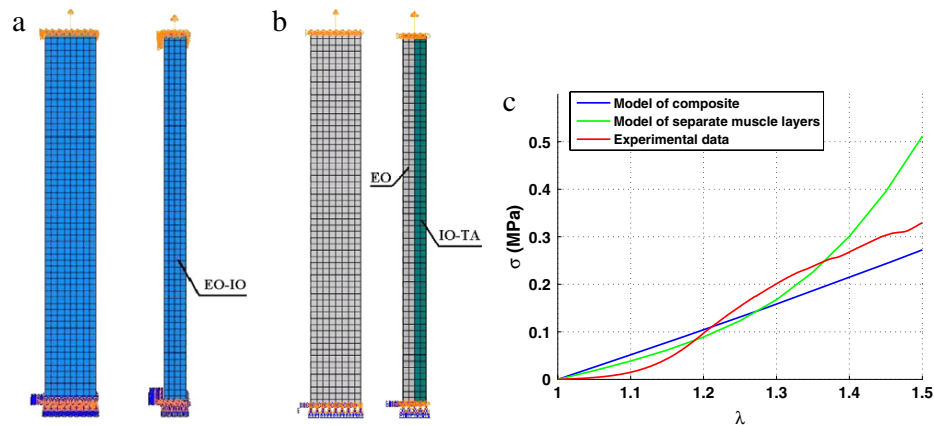 a
b
EO-IO
EO
IO-TA
c
Model of composite
Model of separate muscle layers
Experimental data
σ (MPa)
0.5
0.4
0.3
0.2
0.1
0
1
1.1
1.2
1.3
1.4
1.5
λ